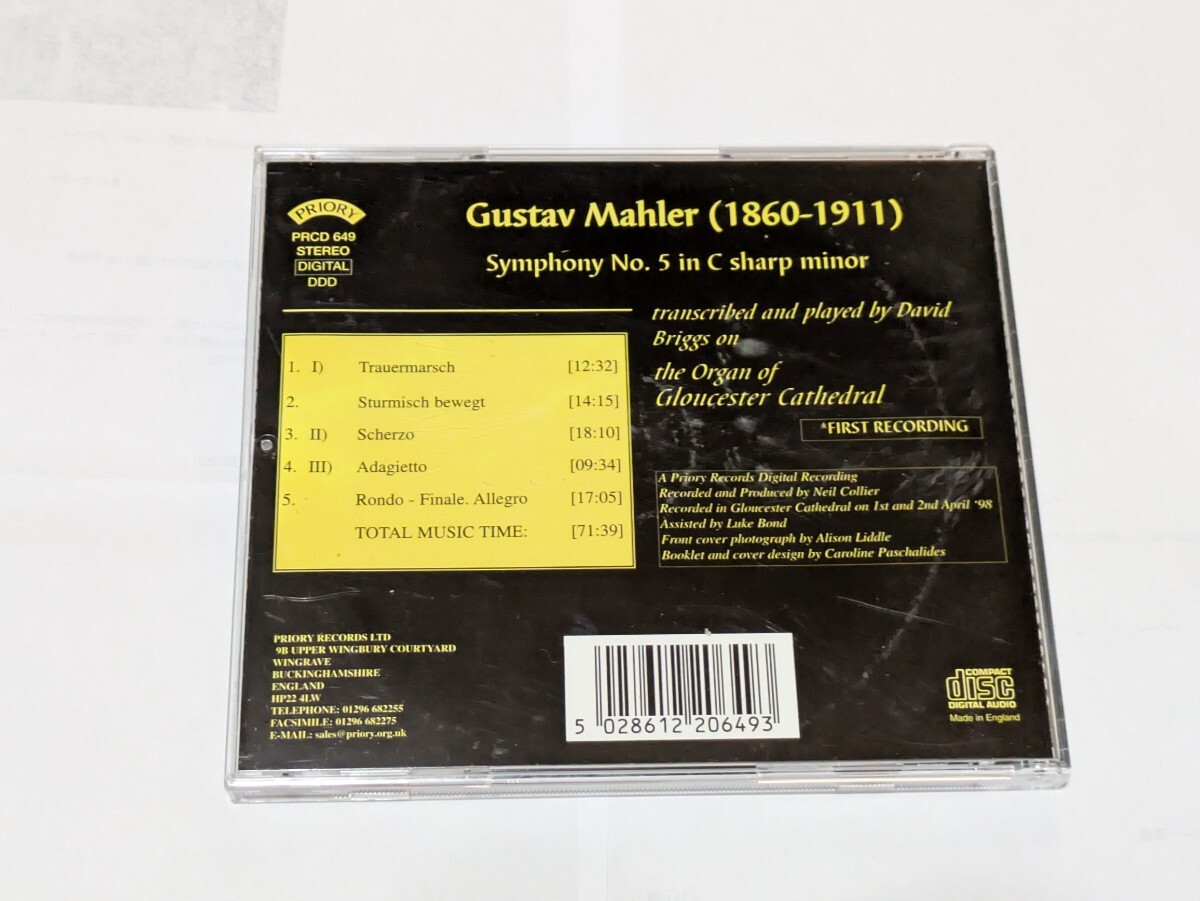 PRIORY
PRCD 649
STEREO
DIGITAL
DDD
Gustav Mahler (1860-1911)
Symphony No. 5 in C sharp minor
transcribed and played by David
Briggs on
the Organ of
Gloucester Cathedral
*FIRST RECORDING
1. I) Trauermarsch [12:32]
2. Sturmisch bewegt [14:15]
3. II) Scherzo [18:10]
4. III) Adagietto [09:34]
5. Rondo - Finale. Allegro [17:05]
TOTAL MUSIC TIME: [71:39]
A Priory Records Digital Recording
Recorded and Produced by Neil Collier
Recorded in Gloucester Cathedral on 1st and 2nd April '98
Assisted by Luke Bond
Front cover photograph by Alison Liddle
Booklet and cover design by Caroline Paschalides
PRIORY RECORDS LTD
9B UPPER WINGBURY COURTYARD
WINGRAVE
BUCKINGHAMSHIRE
ENGLAND
HP22 4LW
TELEPHONE: 01296 682255
FACSIMILE: 01296 682275
E-MAIL: sales@priory.org.uk
5 028612 206493
COMPACT
disc
DIGITAL AUDIO
Made in England